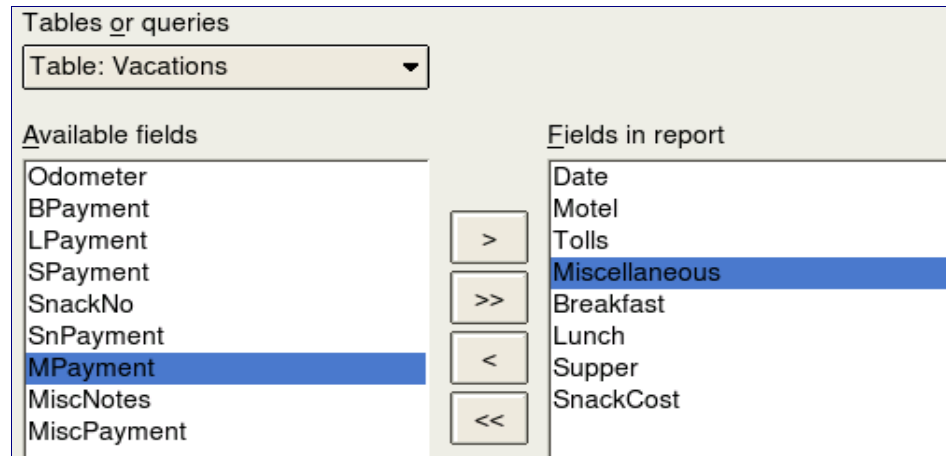 Tables or queries
Table: Vacations
Available fields
Odometer
BPayment
LPayment
SPayment
SnackNo
SnPayment
MPayment
MiscNotes
MiscPayment
>
>>
<
<<
Fields in report
Date
Motel
Tolls
Miscellaneous
Breakfast
Lunch
Supper
SnackCost